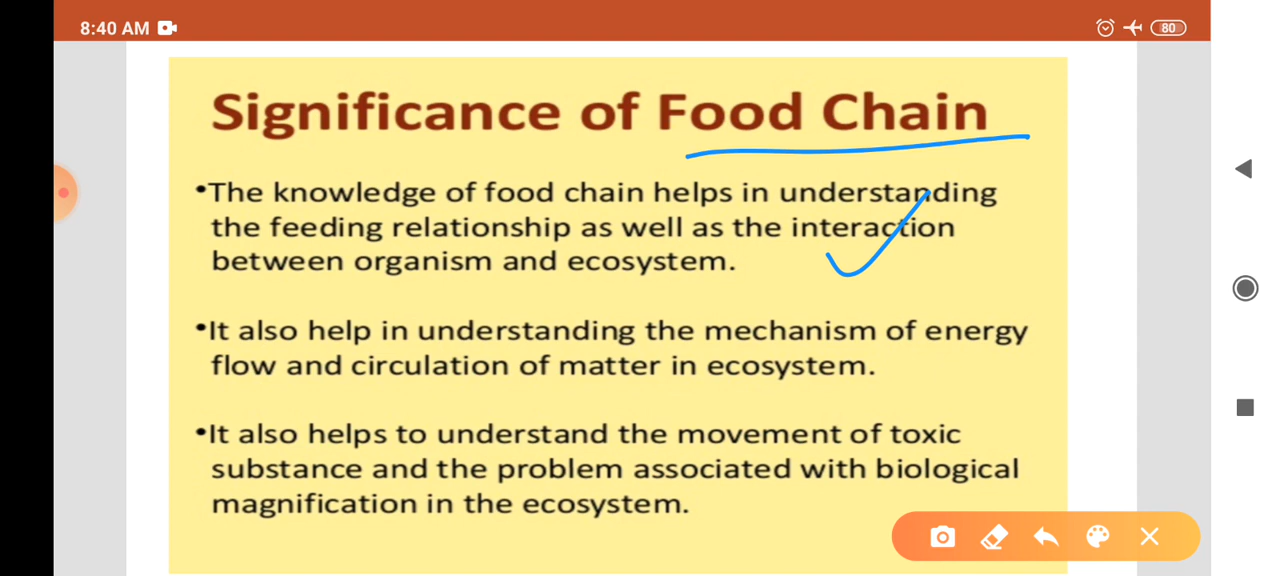 8:40 AM
80
Significance of Food Chain
•The knowledge of food chain helps in understanding
the feeding relationship as well as the interaction
between organism and ecosystem.
•It also help in understanding the mechanism of energy
flow and circulation of matter in ecosystem.
•It also helps to understand the movement of toxic
substance and the problem associated with biological
magnification in the ecosystem.